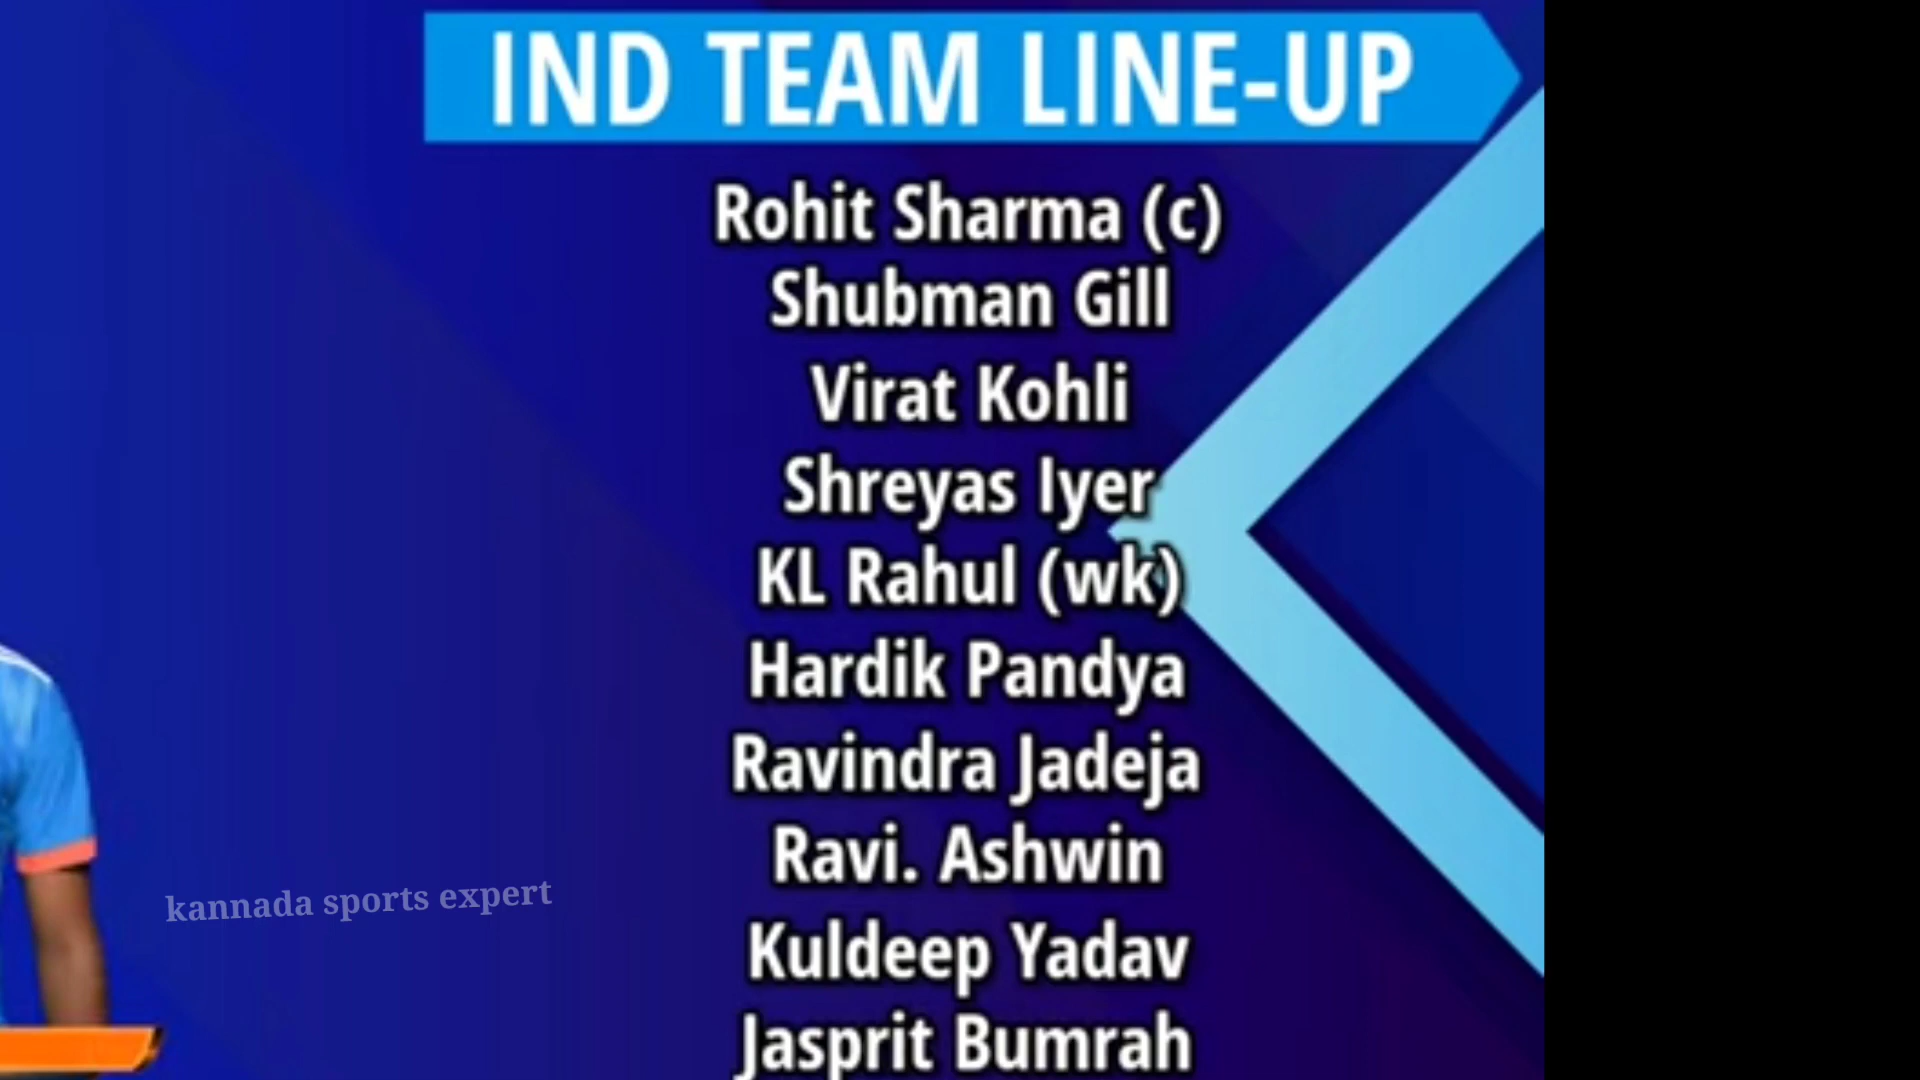 IND TEAM LINE-UP
Rohit Sharma (c)
Shubman Gill
Virat Kohli
Shreyas Iyer
KL Rahul (wk)
Hardik Pandya
Ravindra Jadeja
Ravi. Ashwin
kannada sports expert
Kuldeep Yadav
Jasprit Bumrah